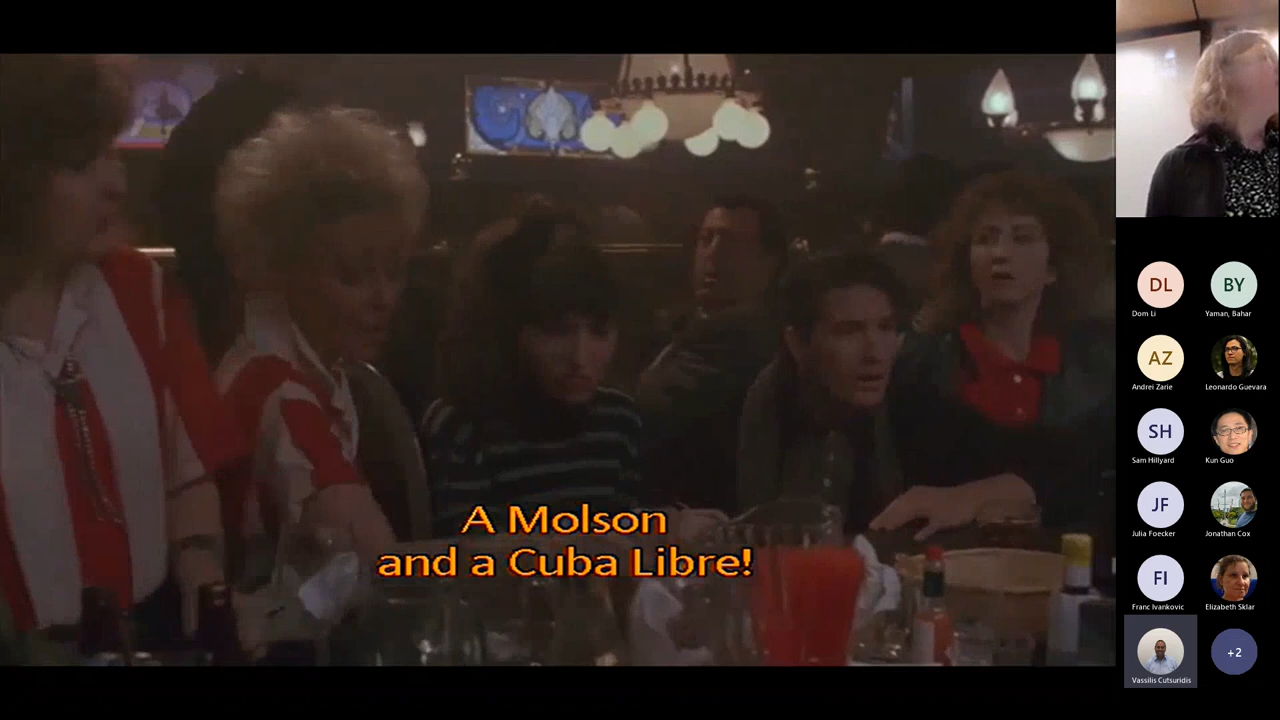 A Molson
and a Cuba Libre!
DL
BY
Dom Li
Yaman, Bahar
AZ
Andrei Zarie
Leonardo Guevara
SH
Sam Hillyard
Kun Guo
JF
Julia Foecker
Jonathan Cox
FI
Franc Ivankovic
Elizabeth Sklar
Vassilis Cutsuridis
+2